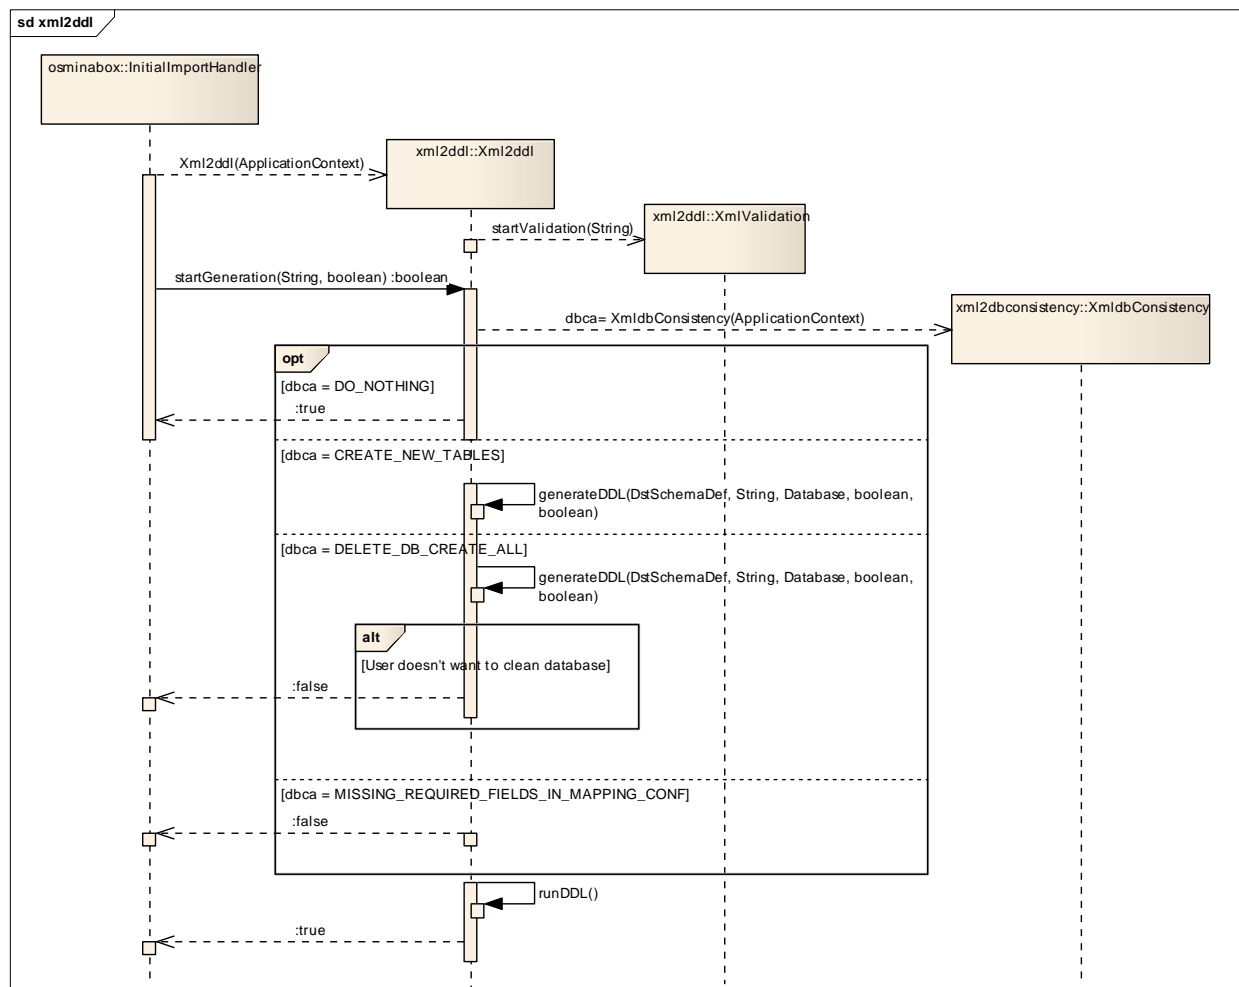 sd xml2ddl
osminabox::InitialImportHandler
xml2ddl::Xml2ddl
Xml2ddl(ApplicationContext)
xml2ddl::XmlValidation
startValidation(String)
startGeneration(String, boolean) :boolean
xml2dbconsistency::XmldbConsistency
dbca= XmldbConsistency(ApplicationContext)
opt
[dbca = DO_NOTHING]
:true
[dbca = CREATE_NEW_TABLES]
generateDDL(DstSchemaDef, String, Database, boolean,
boolean)
[dbca = DELETE_DB_CREATE_ALL]
generateDDL(DstSchemaDef, String, Database, boolean,
boolean)
alt
[User doesn't want to clean database]
:false
[dbca = MISSING_REQUIRED_FIELDS_IN_MAPPING_CONF]
:false
runDDL()
:true